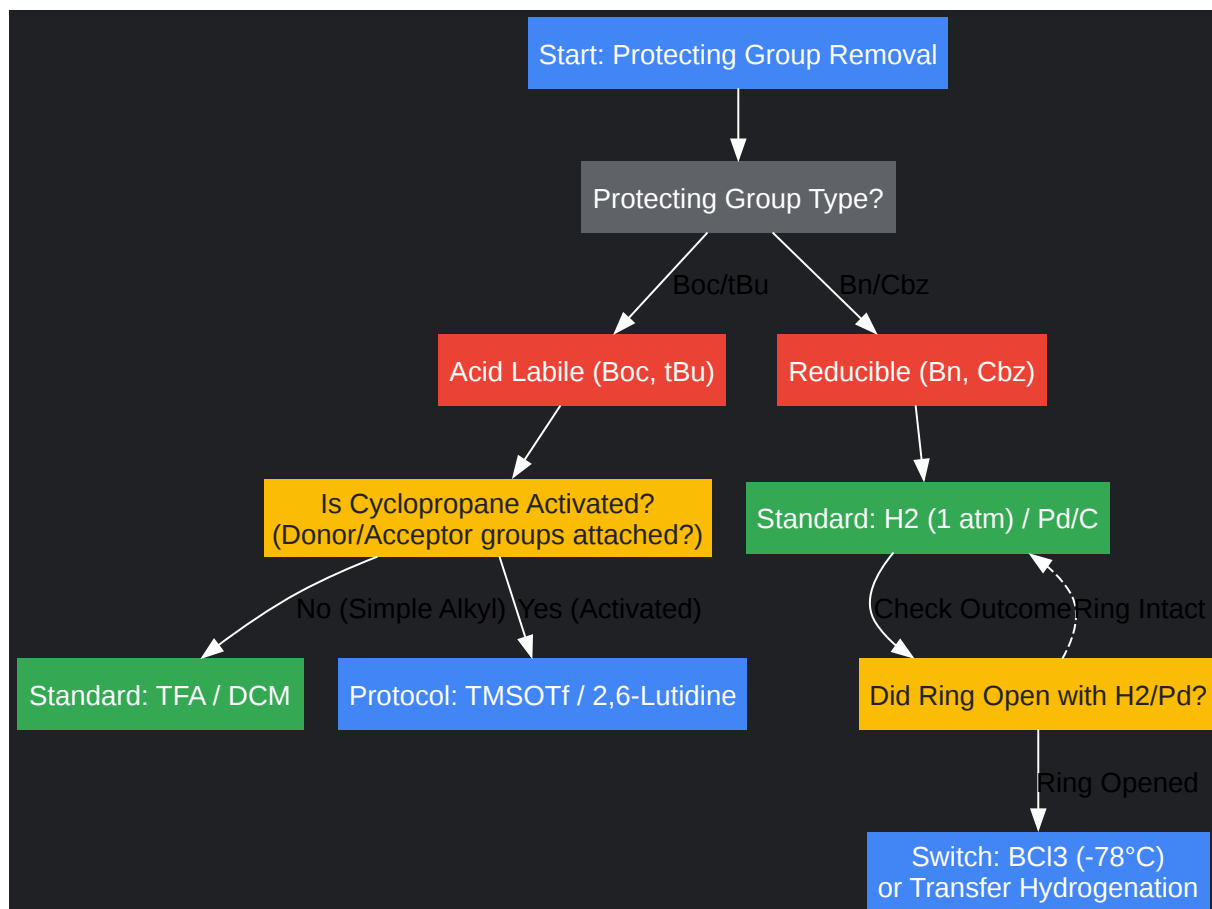 Start: Protecting Group Removal
Protecting Group Type?
Boc/tBu
Bn/Cbz
Acid Labile (Boc, tBu)
Reducible (Bn, Cbz)
Is Cyclopropane Activated?
(Donor/Acceptor groups attached?)
Standard: H2 (1 atm) / Pd/C
No (Simple Alkyl)
Yes (Activated)
Check Outcome
Ring Intact
Standard: TFA / DCM
Protocol: TMSOTf / 2,6-Lutidine
Did Ring Open with H2/Pd?
Ring Opened
Switch: BCl3 (-78°C)
or Transfer Hydrogenation